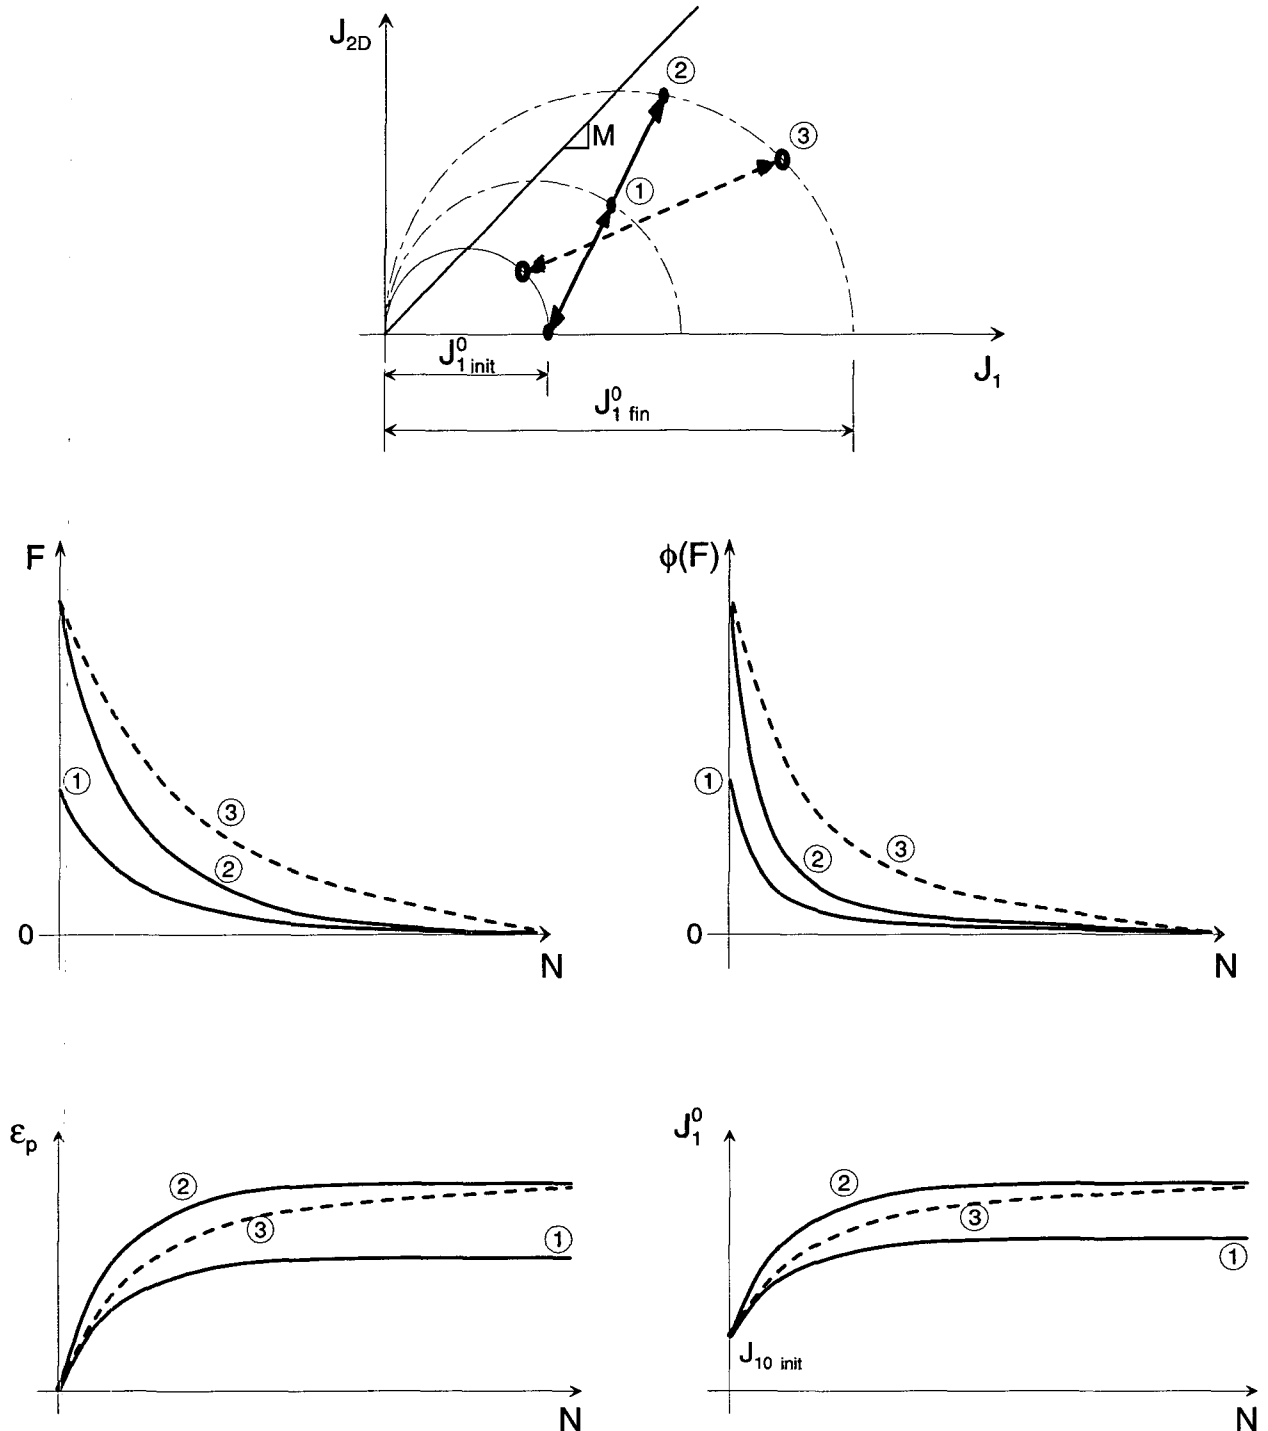 J2D
②
③
M
①
J⁰1 init
J1
J⁰1 fin
F
ϕ(F)
①
①
③
③
②
②
0
0
N
N
εp
J⁰1
②
②
③
③
①
①
J10 init
N
N